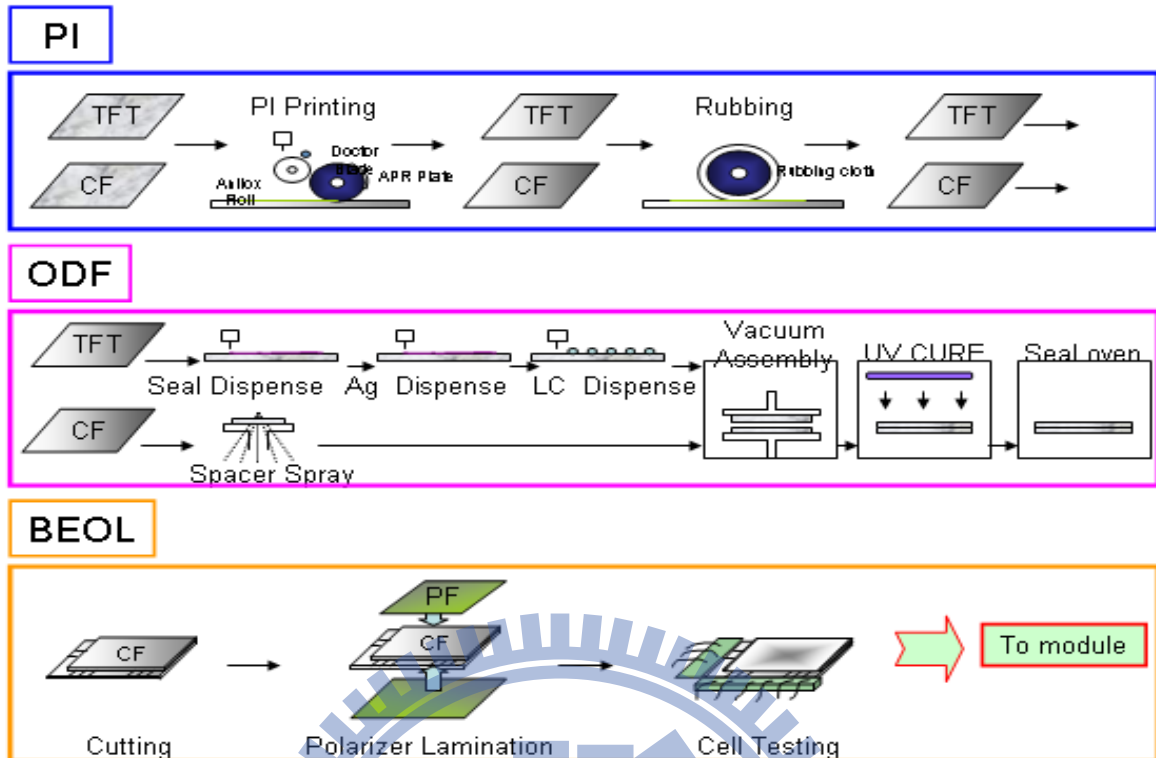 PI
TFT
CF
PI Printing
Doctor
Blade
Anilox
Roll
APR Plate
TFT
CF
Rubbing
Rubbing cloth
TFT
CF
ODF
TFT
Seal Dispense
Ag Dispense
LC Dispense
Vacuum
Assembly
UV CURE
Seal oven
CF
Spacer Spray
BEOL
CF
Cutting
PF
CF
Polarizer Lamination
Cell Testing
To module